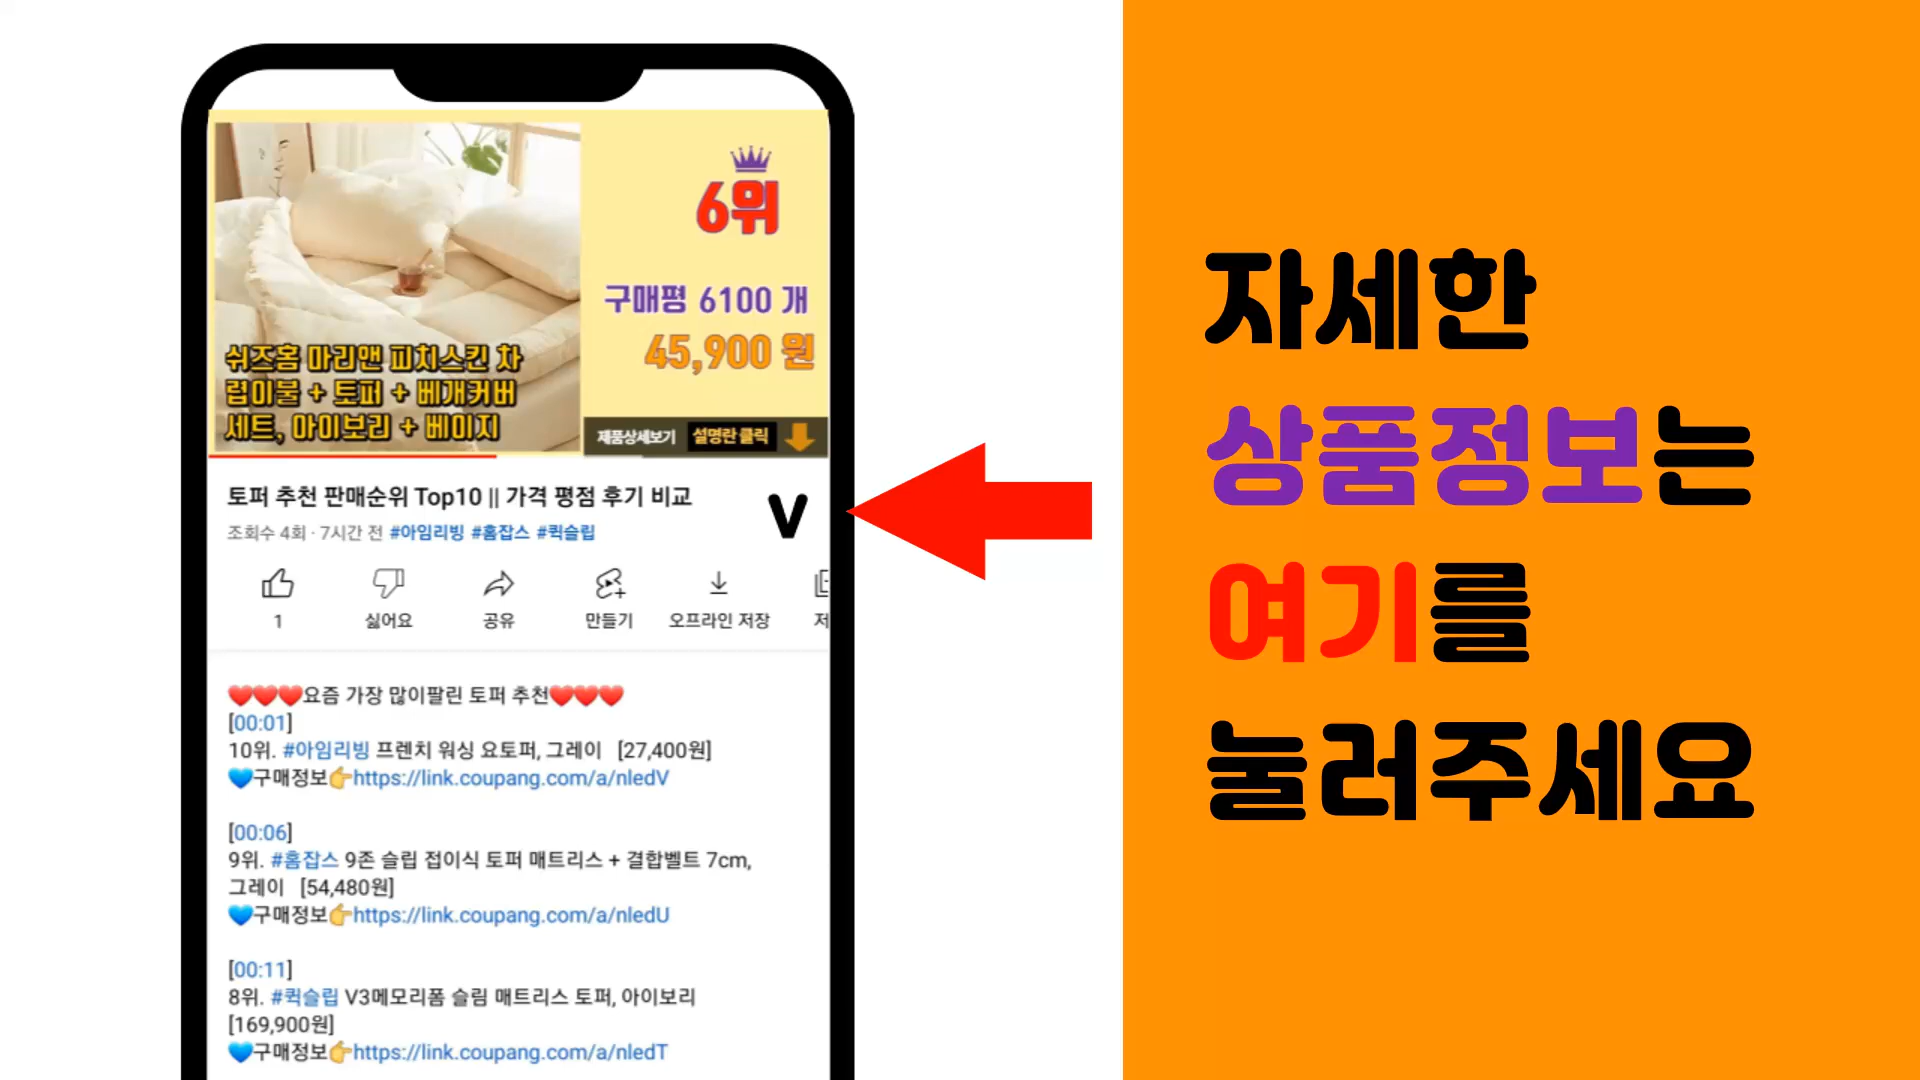 6위
구매평 6100 개
45,900 원
쉬즈홈 마리앤 피치스킨 차
렵이불 + 토퍼 + 베개커버
세트, 아이보리 + 베이지
제품상세보기 설명란 클릭
토퍼 추천 판매순위 Top10 || 가격 평점 후기 비교
V
조회수 4회 · 7시간 전 #아임리빙 #홈잡스 #퀵슬립
1 싫어요 공유 만들기 오프라인 저장 저
❤❤❤요즘 가장 많이팔린 토퍼 추천❤❤❤
[00:01]
10위. #아임리빙 프렌치 워싱 요토퍼, 그레이 [27,400원]
💙구매정보👉https://link.coupang.com/a/nledV
[00:06]
9위. #홈잡스 9존 슬립 접이식 토퍼 매트리스 + 결합벨트 7cm,
그레이 [54,480원]
💙구매정보👉https://link.coupang.com/a/nledU
[00:11]
8위. #퀵슬립 V3메모리폼 슬림 매트리스 토퍼, 아이보리
[169,900원]
💙구매정보👉https://link.coupang.com/a/nledT
자세한
상품정보는
여기를
눌러주세요